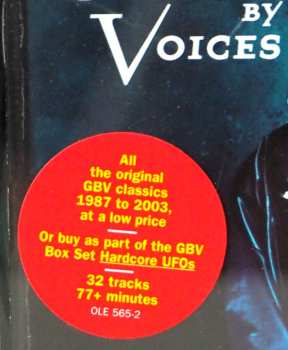 BY
VOICES
All
the original
GBV classics
1987 to 2003,
at a low price
Or buy as part of the GBV
Box Set Hardcore UFOs
32 tracks
77+ minutes
OLE 565-2